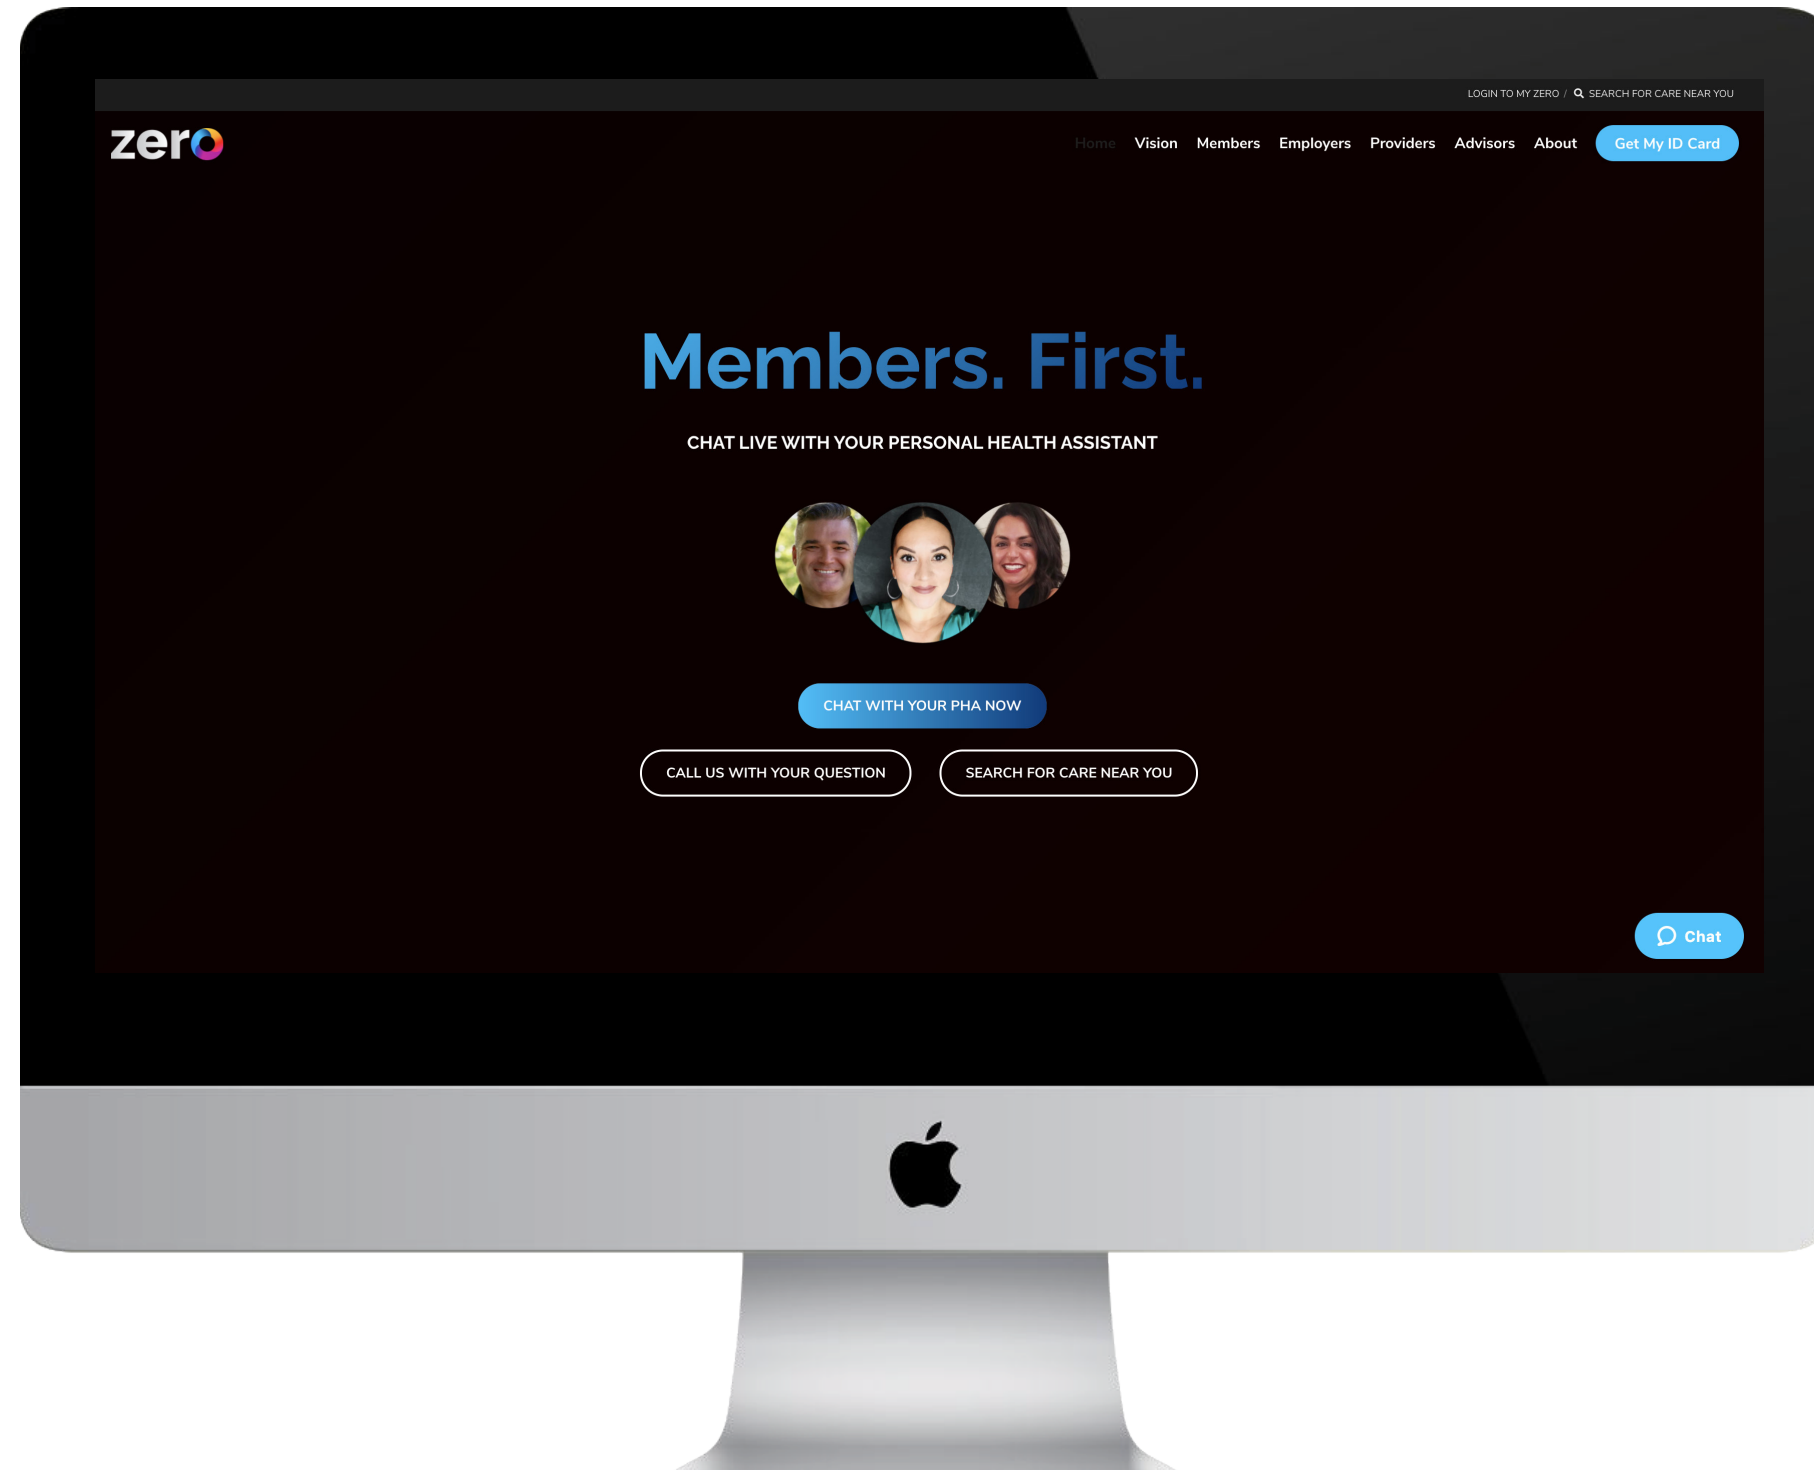 LOGIN TO MY ZERO / SEARCH FOR CARE NEAR YOU
zero
Home Vision Members Employers Providers Advisors About Get My ID Card
Members. First.
CHAT LIVE WITH YOUR PERSONAL HEALTH ASSISTANT
CHAT WITH YOUR PHA NOW
CALL US WITH YOUR QUESTION SEARCH FOR CARE NEAR YOU
Chat